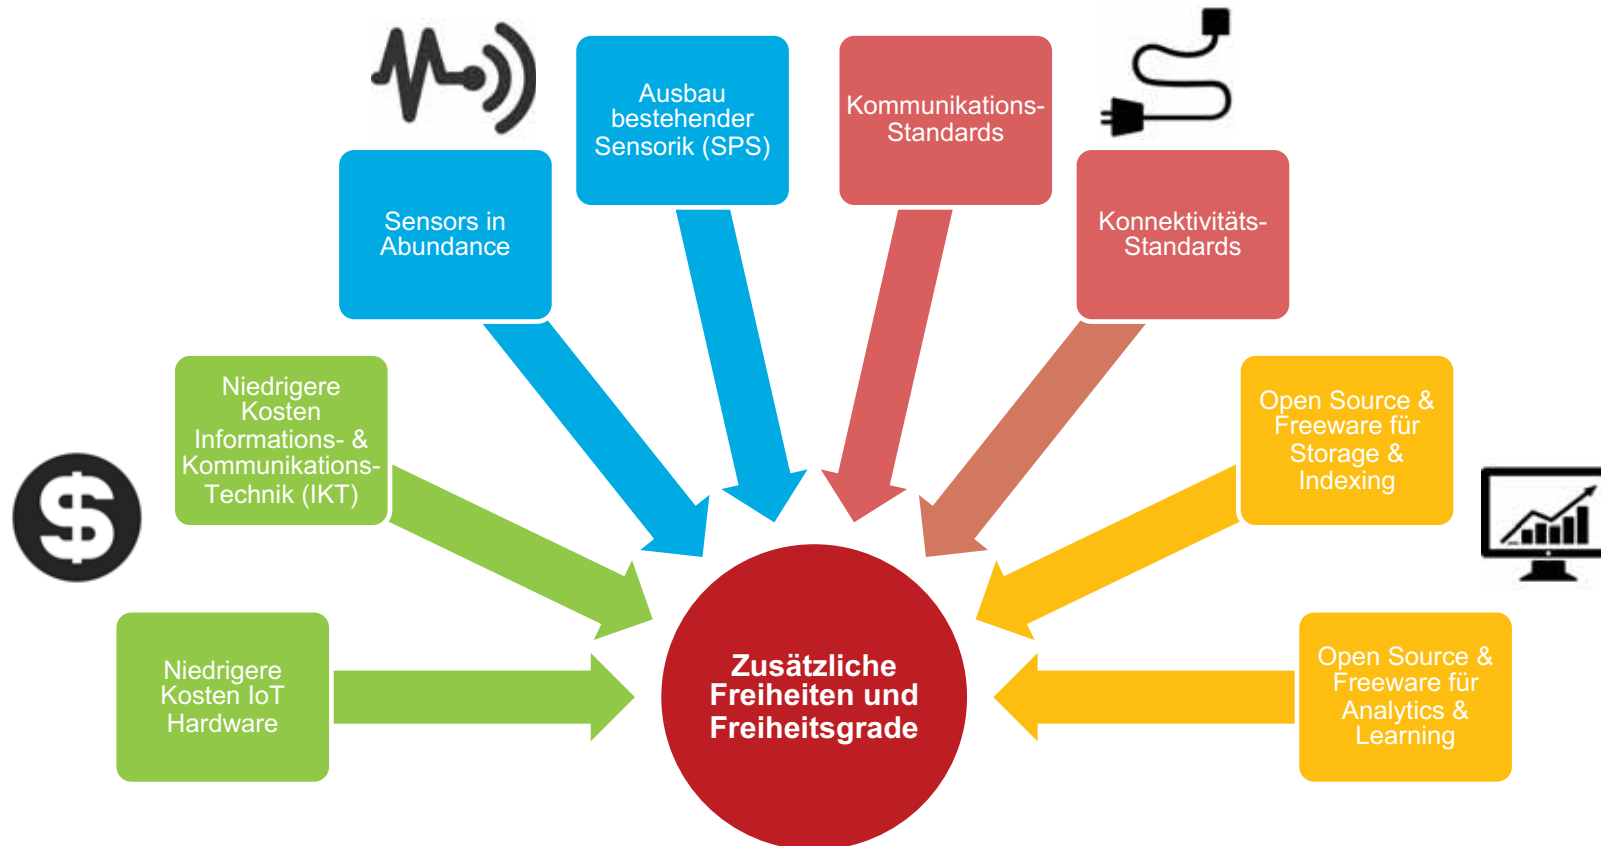 Ausbau
bestehender
Sensorik (SPS)
Kommunikations-
Standards
Sensors in
Abundance
Konnektivitäts-
Standards
Niedrigere
Kosten
Informations- &
Kommunikations-
Technik (IKT)
Open Source &
Freeware für
Storage &
Indexing
Niedrigere
Kosten IoT
Hardware
Zusätzliche
Freiheiten und
Freiheitsgrade
Open Source &
Freeware für
Analytics &
Learning